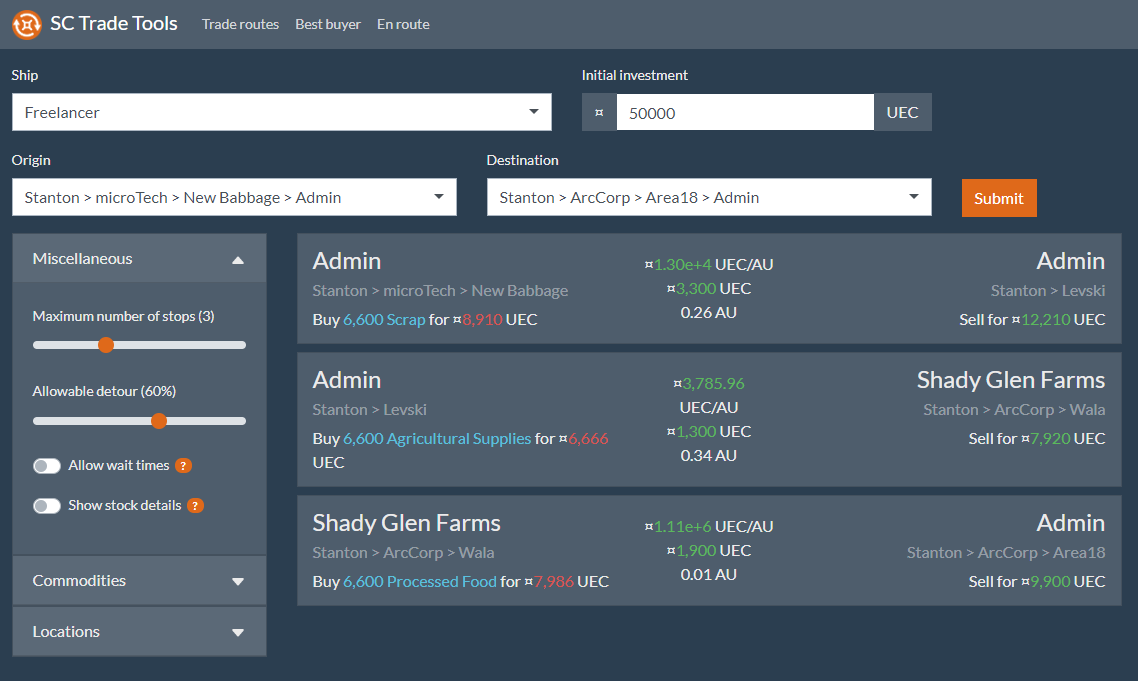 SC Trade Tools Trade routes Best buyer En route
Ship
Initial investment
Freelancer
¤ 50000 UEC
Origin
Destination
Stanton > microTech > New Babbage > Admin
Stanton > ArcCorp > Area18 > Admin
Submit
Miscellaneous
Maximum number of stops (3)
Allowable detour (60%)
Allow wait times ?
Show stock details ?
Commodities
Locations
Admin
Stanton > microTech > New Babbage
Buy 6,600 Scrap for ¤8,910 UEC
¤1.30e+4 UEC/AU
¤3,300 UEC
0.26 AU
Admin
Stanton > Levski
Sell for ¤12,210 UEC
Admin
Stanton > Levski
Buy 6,600 Agricultural Supplies for ¤6,666
UEC
¤3,785.96
UEC/AU
¤1,300 UEC
0.34 AU
Shady Glen Farms
Stanton > ArcCorp > Wala
Sell for ¤7,920 UEC
Shady Glen Farms
Stanton > ArcCorp > Wala
Buy 6,600 Processed Food for ¤7,986 UEC
¤1.11e+6 UEC/AU
¤1,900 UEC
0.01 AU
Admin
Stanton > ArcCorp > Area18
Sell for ¤9,900 UEC